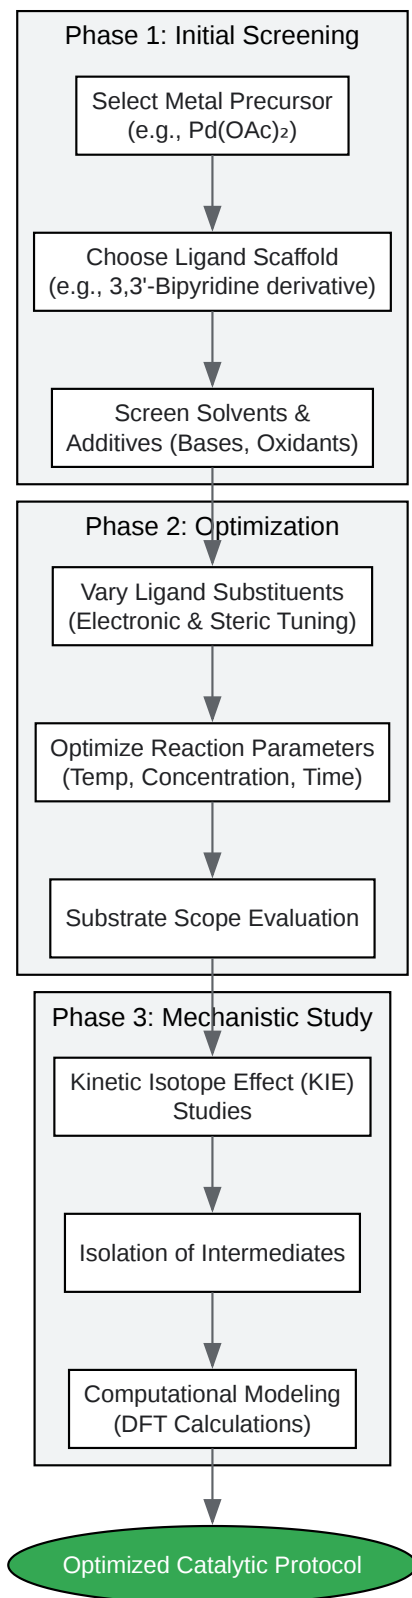 Phase 1: Initial Screening
Select Metal Precursor
(e.g., Pd(OAc)₂)
Choose Ligand Scaffold
(e.g., 3,3'-Bipyridine derivative)
Screen Solvents &
Additives (Bases, Oxidants)
Phase 2: Optimization
Vary Ligand Substituents
(Electronic & Steric Tuning)
Optimize Reaction Parameters
(Temp, Concentration, Time)
Substrate Scope Evaluation
Phase 3: Mechanistic Study
Kinetic Isotope Effect (KIE)
Studies
Isolation of Intermediates
Computational Modeling
(DFT Calculations)
Optimized Catalytic Protocol